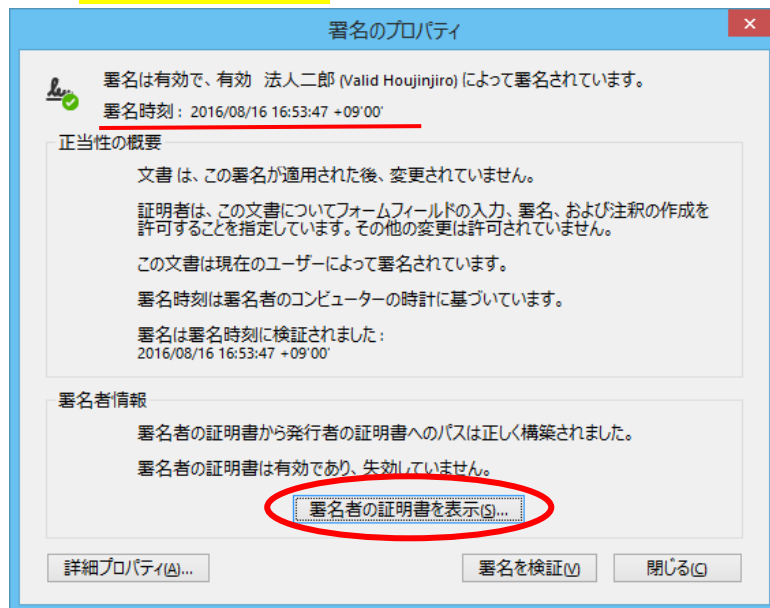 署名のプロパティ
署名は有効で、有効 法人二郎 (Valid Houjinjiro) によって署名されています。
署名時刻： 2016/08/16 16:53:47 +09'00'
正当性の概要
文書 は、この署名が適用された後、変更されていません。
証明者は、この文書についてフォームフィールドの入力、署名、および注釈の作成を
許可することを指定しています。その他の変更は許可されていません。
この文書は現在のユーザーによって署名されています。
署名時刻は署名者のコンピューターの時計に基づいています。
署名は署名時刻に検証されました：
2016/08/16 16:53:47 +09'00'
署名者情報
署名者の証明書から発行者の証明書へのパスは正しく構築されました。
署名者の証明書は有効であり、失効していません。
署名者の証明書を表示(S)...
詳細プロパティ(A)... 署名を検証(V) 閉じる(C)